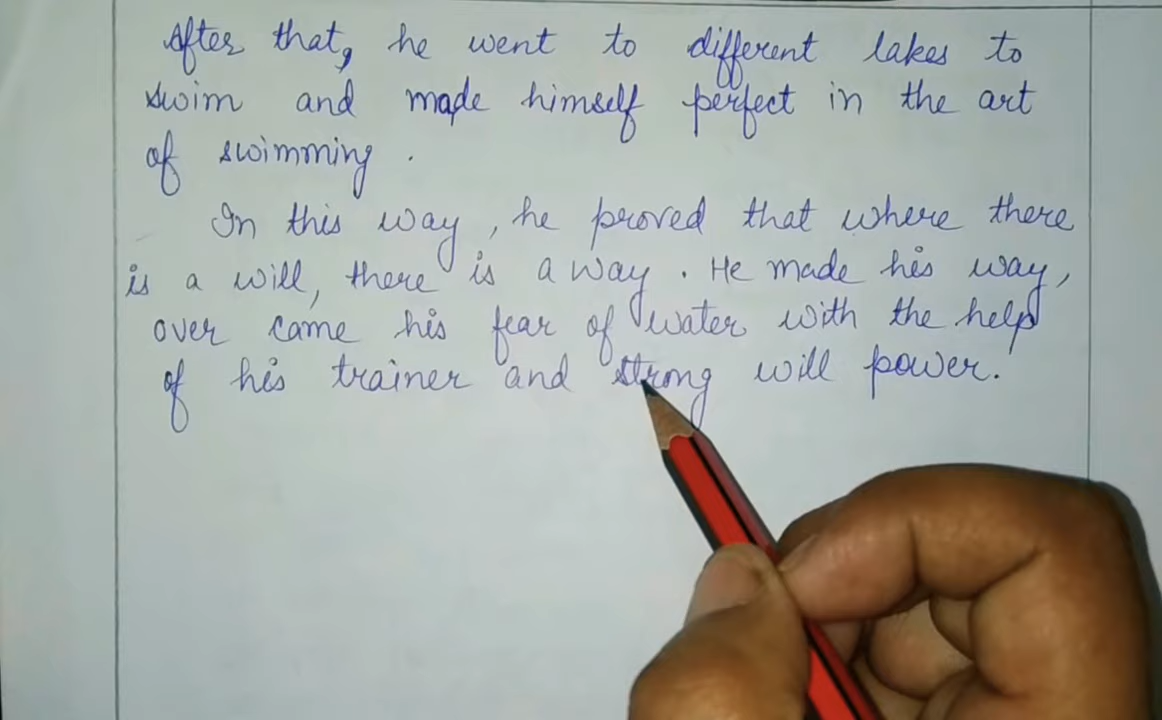 After that, he went to different lakes to
swim and made himself perfect in the art
of swimming .
In this way , he proved that where there
is a will, there is a way . He made his way,
over came his fear of water with the help
of his trainer and strong will power.